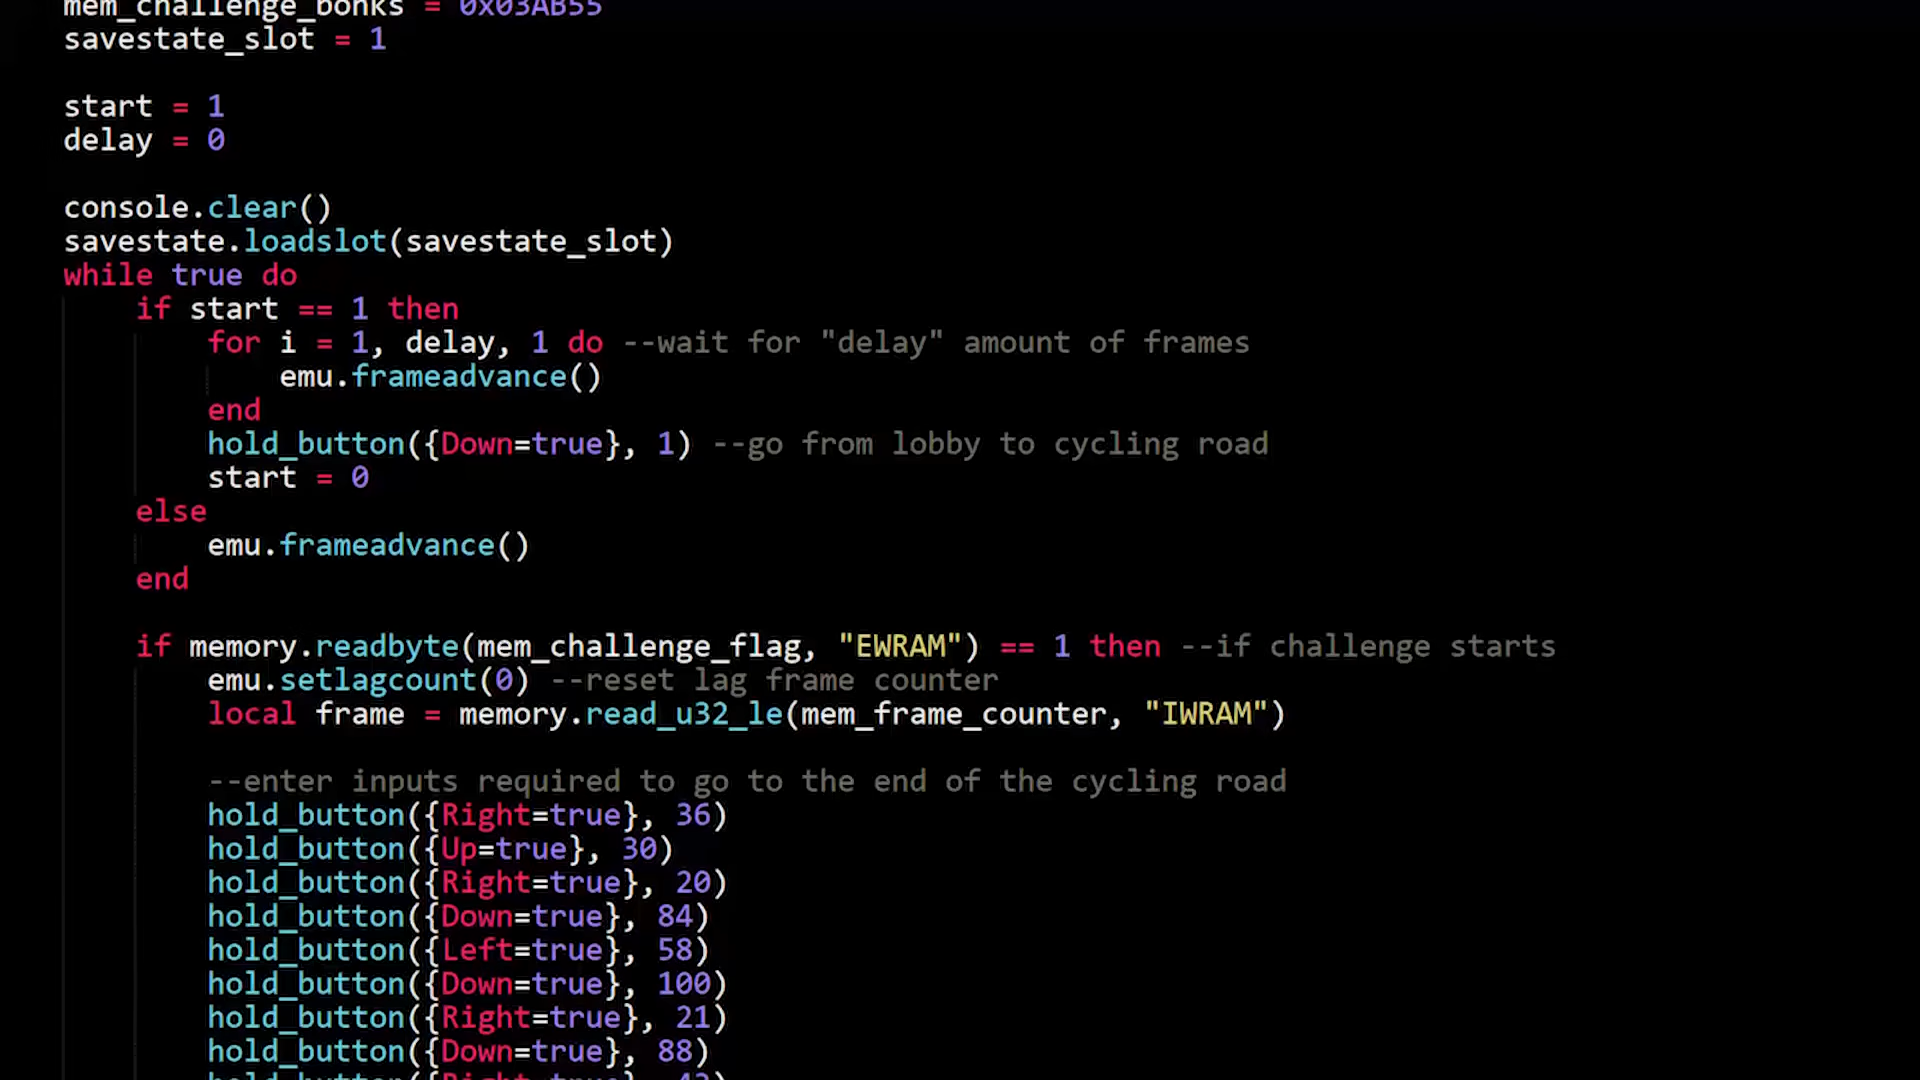 mem_challenge_bonks = 0x03AB55
savestate_slot = 1
start = 1
delay = 0
console.clear()
savestate.loadslot(savestate_slot)
while true do
if start == 1 then
for i = 1, delay, 1 do --wait for "delay" amount of frames
emu.frameadvance()
end
hold_button({Down=true}, 1) --go from lobby to cycling road
start = 0
else
emu.frameadvance()
end
if memory.readbyte(mem_challenge_flag, "EWRAM") == 1 then --if challenge starts
emu.setlagcount(0) --reset lag frame counter
local frame = memory.read_u32_le(mem_frame_counter, "IWRAM")
--enter inputs required to go to the end of the cycling road
hold_button({Right=true}, 36)
hold_button({Up=true}, 30)
hold_button({Right=true}, 20)
hold_button({Down=true}, 84)
hold_button({Left=true}, 58)
hold_button({Down=true}, 100)
hold_button({Right=true}, 21)
hold_button({Down=true}, 88)